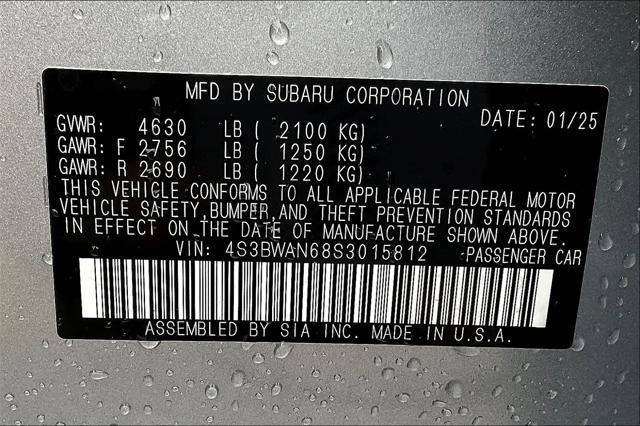 MFD BY SUBARU CORPORATION
DATE: 01/25
GVWR: 4630 LB ( 2100 KG)
GAWR: F 2756 LB ( 1250 KG)
GAWR: R 2690 LB ( 1220 KG)
THIS VEHICLE CONFORMS TO ALL APPLICABLE FEDERAL MOTOR
VEHICLE SAFETY,BUMPER,AND THEFT PREVENTION STANDARDS
IN EFFECT ON THE DATE OF MANUFACTURE SHOWN ABOVE.
VIN: 4S3BWAN68S3015812 PASSENGER CAR
ASSEMBLED BY SIA INC. MADE IN U.S.A.